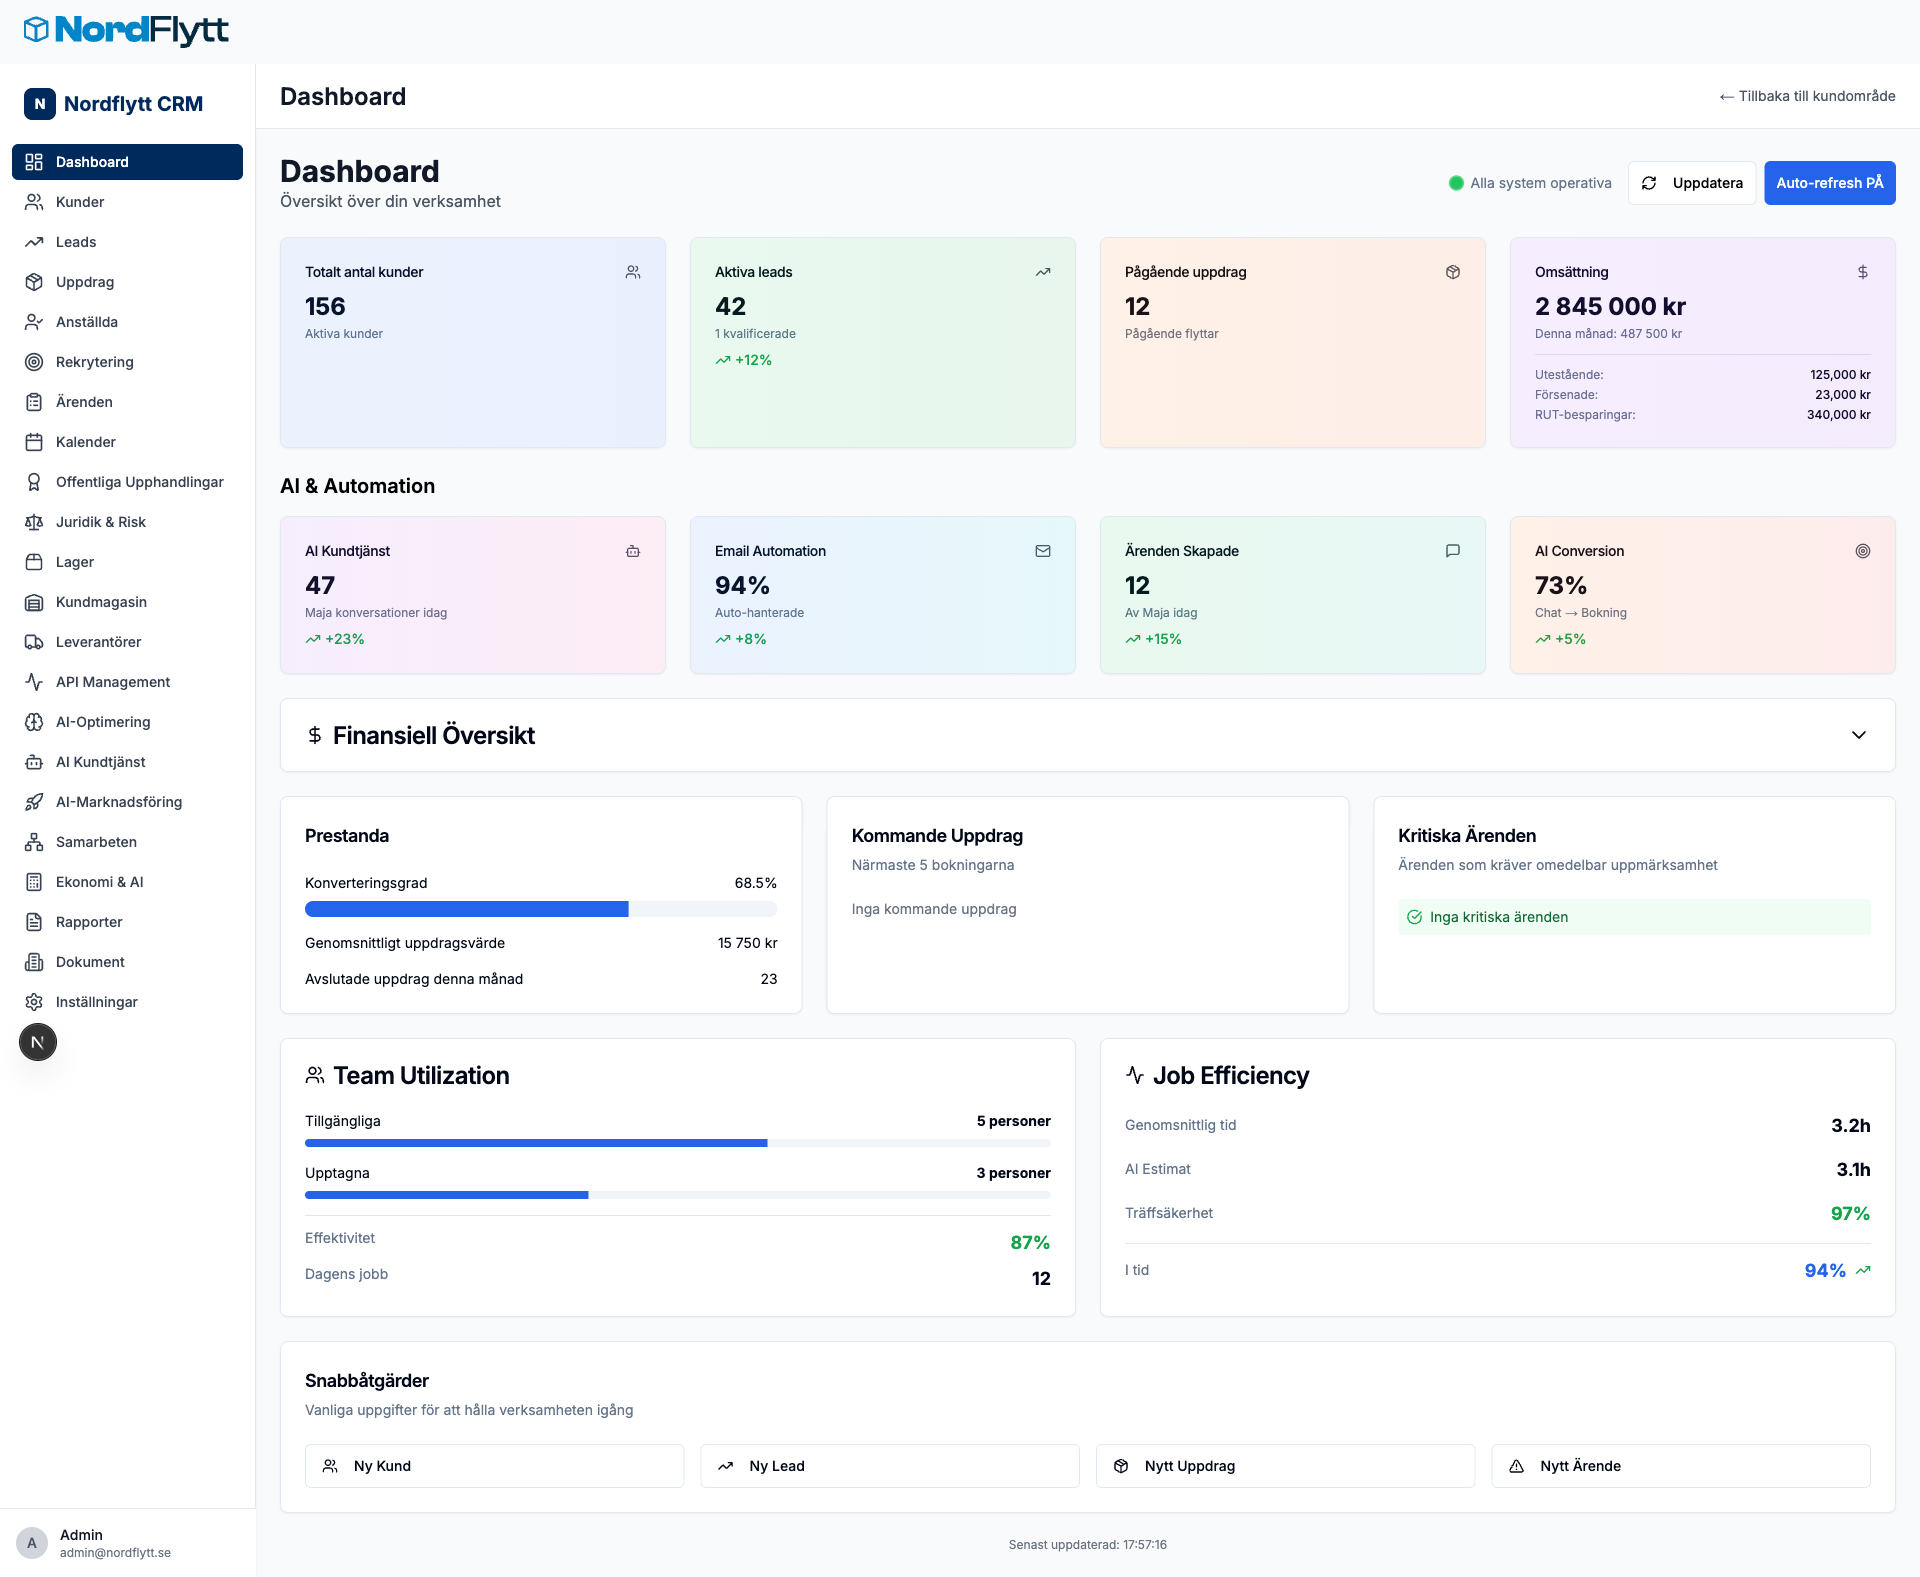 NordFlytt
N Nordflytt CRM
Dashboard
Kunder
Leads
Uppdrag
Anställda
Rekrytering
Ärenden
Kalender
Offentliga Upphandlingar
Juridik & Risk
Lager
Kundmagasin
Leverantörer
API Management
AI-Optimering
AI Kundtjänst
AI-Marknadsföring
Samarbeten
Ekonomi & AI
Rapporter
Dokument
Inställningar
N
A
Admin
admin@nordflytt.se
Dashboard
← Tillbaka till kundområde
Dashboard
Översikt över din verksamhet
Alla system operativa
Uppdatera
Auto-refresh PÅ
Totalt antal kunder
156
Aktiva kunder
Aktiva leads
42
1 kvalificerade
+12%
Pågående uppdrag
12
Pågående flyttar
Omsättning
2 845 000 kr
Denna månad: 487 500 kr
Utestående: 125,000 kr
Försenade: 23,000 kr
RUT-besparingar: 340,000 kr
AI & Automation
AI Kundtjänst
47
Maja konversationer idag
+23%
Email Automation
94%
Auto-hanterade
+8%
Ärenden Skapade
12
Av Maja idag
+15%
AI Conversion
73%
Chat → Bokning
+5%
Finansiell Översikt
Prestanda
Konverteringsgrad 68.5%
Genomsnittligt uppdragsvärde 15 750 kr
Avslutade uppdrag denna månad 23
Kommande Uppdrag
Närmaste 5 bokningarna
Inga kommande uppdrag
Kritiska Ärenden
Ärenden som kräver omedelbar uppmärksamhet
Inga kritiska ärenden
Team Utilization
Tillgängliga 5 personer
Upptagna 3 personer
Effektivitet 87%
Dagens jobb 12
Job Efficiency
Genomsnittlig tid 3.2h
AI Estimat 3.1h
Träffsäkerhet 97%
I tid 94%
Snabbåtgärder
Vanliga uppgifter för att hålla verksamheten igång
Ny Kund
Ny Lead
Nytt Uppdrag
Nytt Ärende
Senast uppdaterad: 17:57:16